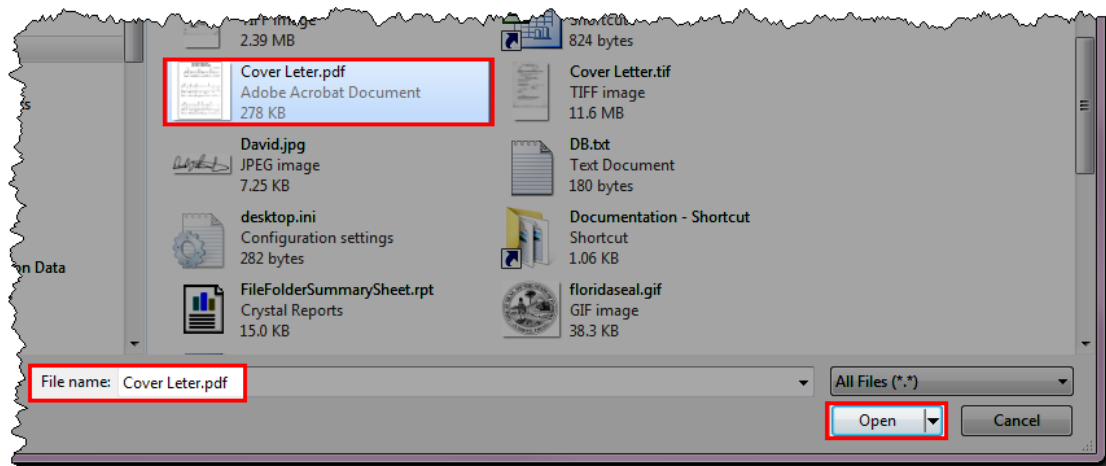 2.39 MB
824 bytes
Cover Leter.pdf
Adobe Acrobat Document
278 KB
Cover Letter.tif
TIFF image
11.6 MB
David.jpg
JPEG image
7.25 KB
DB.txt
Text Document
180 bytes
desktop.ini
Configuration settings
282 bytes
Documentation - Shortcut
Shortcut
1.06 KB
on Data
FileFolderSummarySheet.rpt
Crystal Reports
15.0 KB
floridaseal.gif
GIF image
38.3 KB
File name: Cover Leter.pdf
All Files (*.*)
Open
Cancel